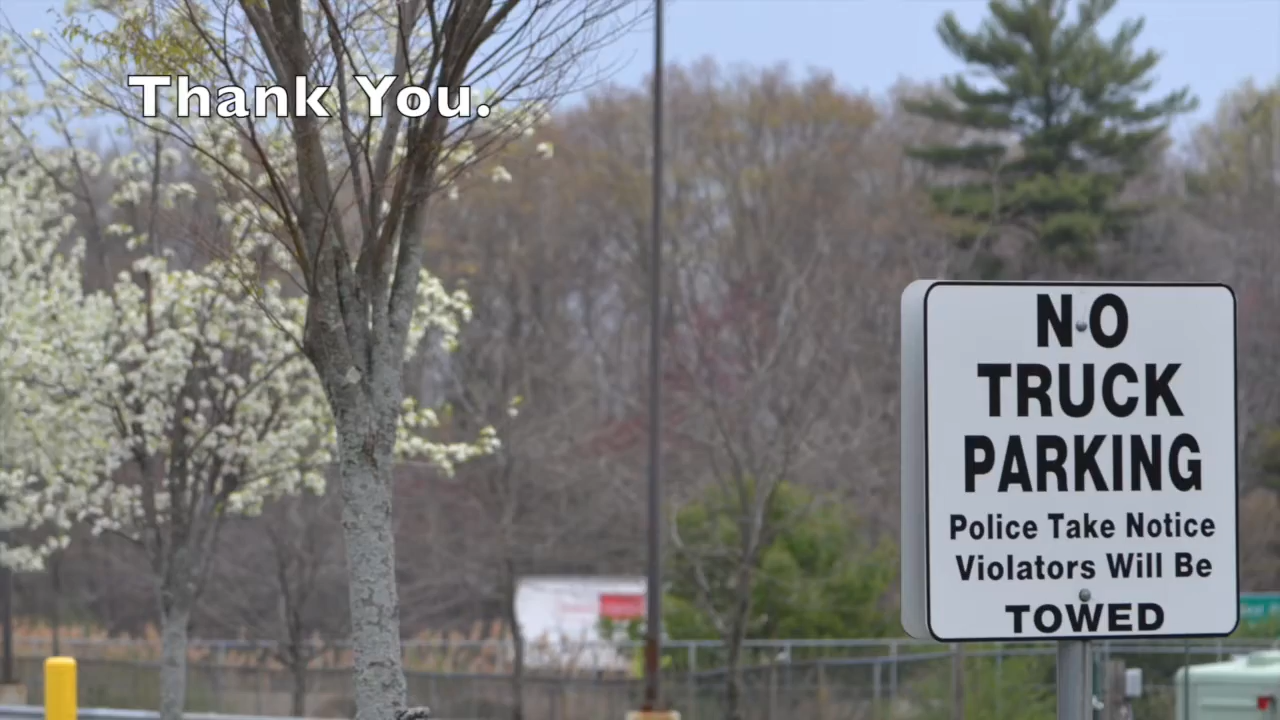 Thank You.
NO
TRUCK
PARKING
Police Take Notice
Violators Will Be
TOWED